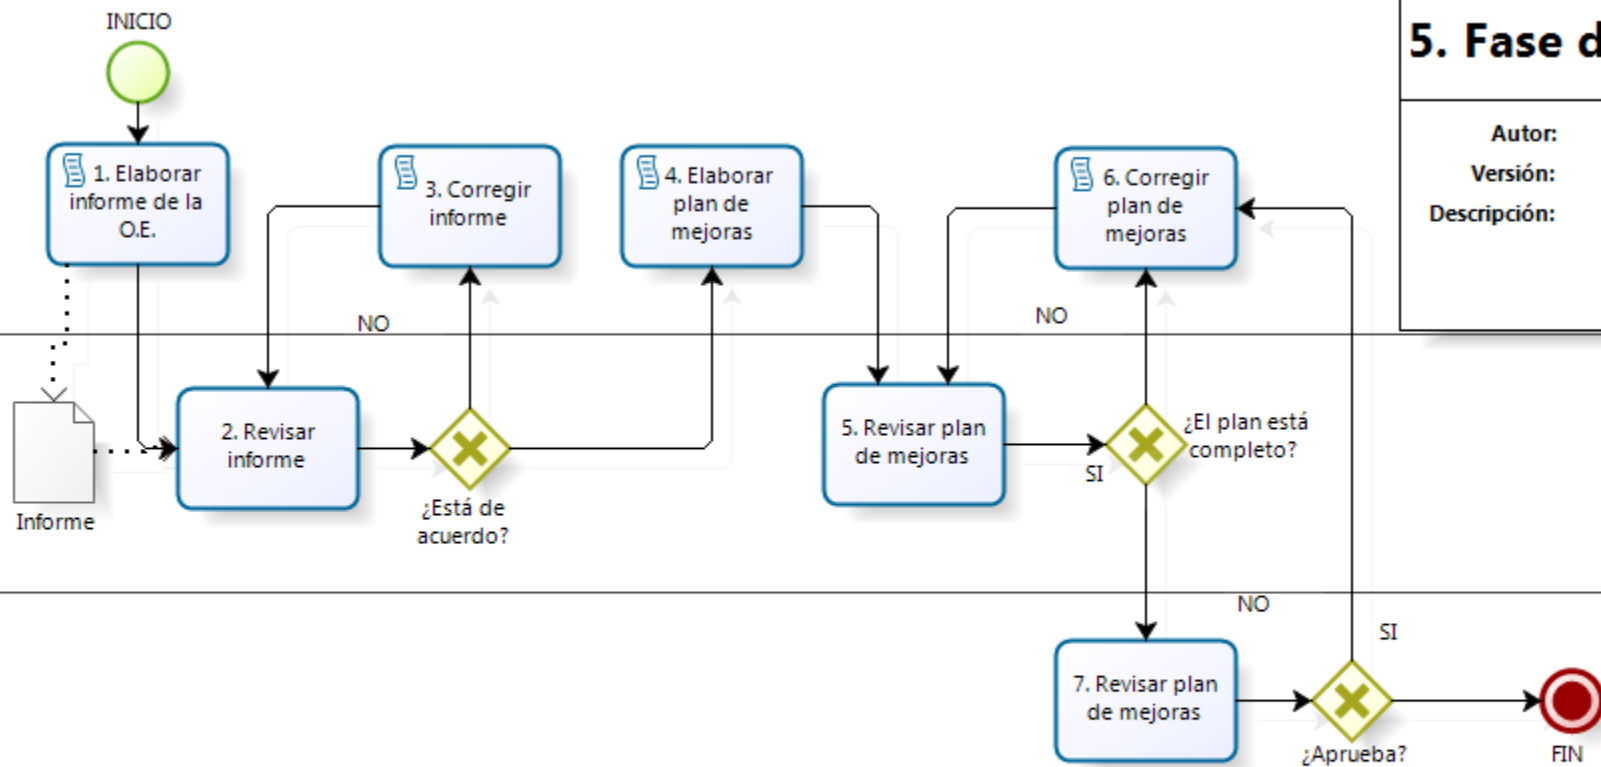 INICIO
5. Fase d
Autor:
Versión:
Descripción:
1. Elaborar
informe de la
O.E.
3. Corregir
informe
4. Elaborar
plan de
mejoras
6. Corregir
plan de
mejoras
NO
NO
2. Revisar
informe
¿Está de
acuerdo?
5. Revisar plan
de mejoras
SI
¿El plan está
completo?
Informe
NO
SI
7. Revisar plan
de mejoras
¿Aprueba?
FIN